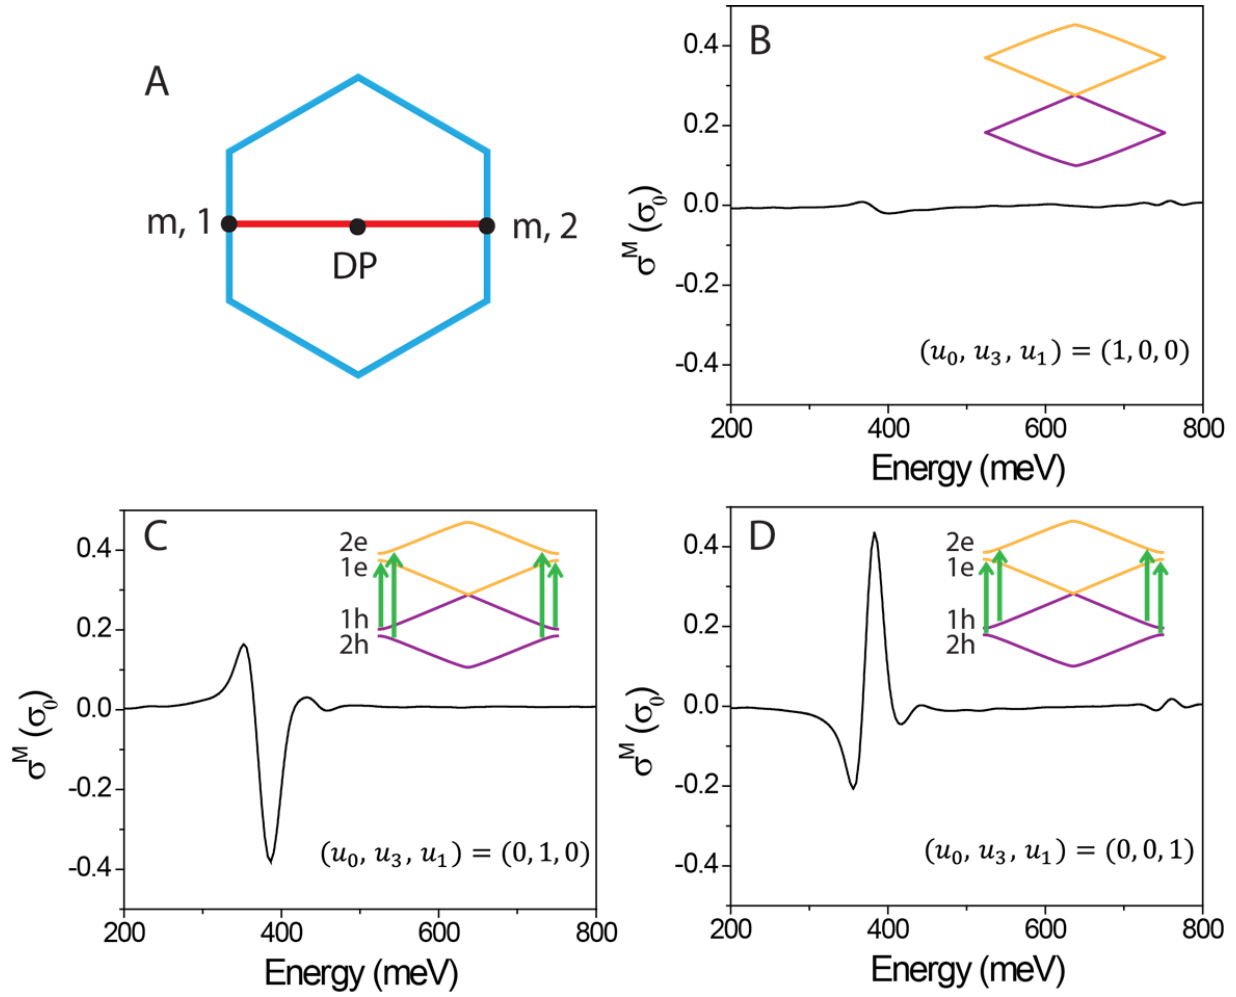 A
m, 1
m, 2
DP
B
0.4
0.2
0.0
-0.2
-0.4
σᴹ (σ₀)
(u₀, u₃, u₁) = (1, 0, 0)
200
400
600
800
Energy (meV)
C
2e
1e
1h
2h
0.4
0.2
0.0
-0.2
-0.4
σᴹ (σ₀)
(u₀, u₃, u₁) = (0, 1, 0)
200
400
600
800
Energy (meV)
D
2e
1e
1h
2h
0.4
0.2
0.0
-0.2
-0.4
σᴹ (σ₀)
(u₀, u₃, u₁) = (0, 0, 1)
200
400
600
800
Energy (meV)